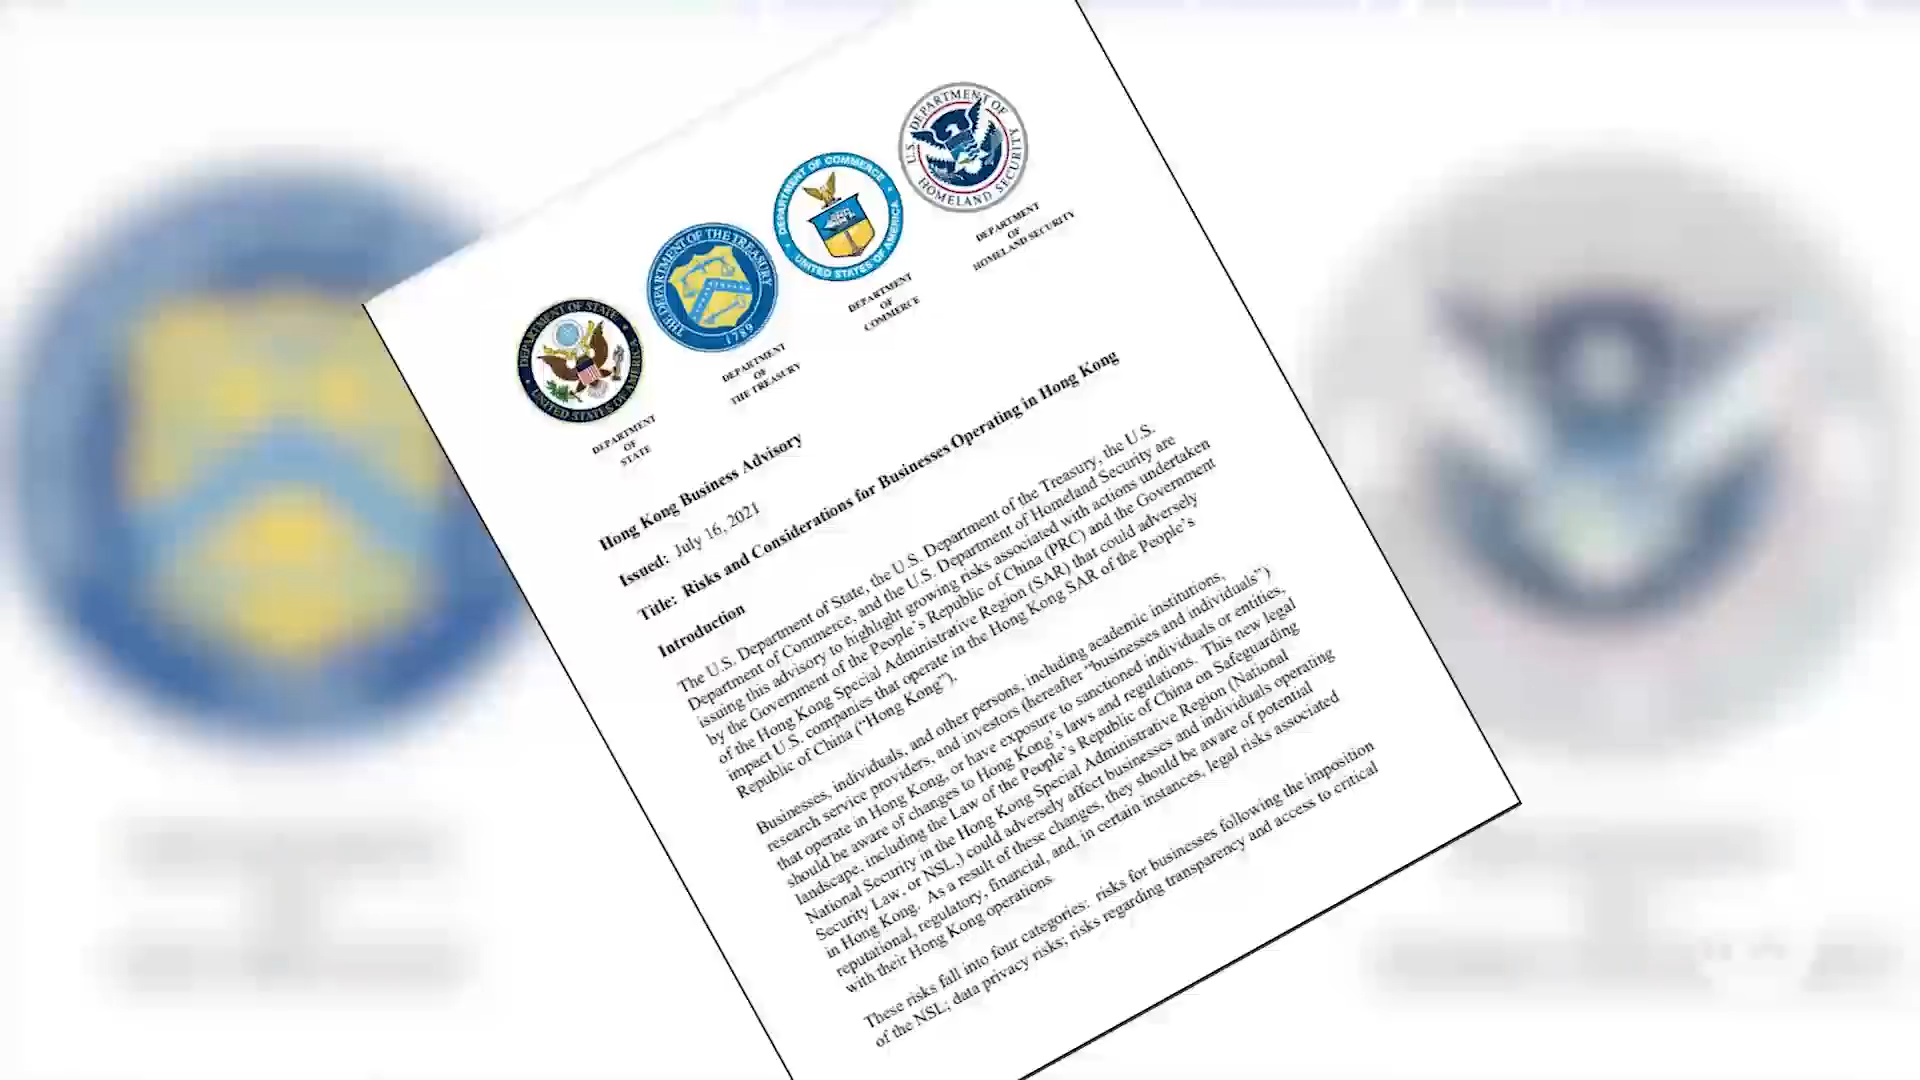 DEPARTMENT OF STATE
UNITED STATES OF AMERICA
DEPARTMENT
OF
STATE
THE DEPARTMENT OF THE TREASURY
1789
DEPARTMENT
OF
THE TREASURY
DEPARTMENT OF COMMERCE
UNITED STATES OF AMERICA
DEPARTMENT
OF
COMMERCE
U.S. DEPARTMENT OF
HOMELAND SECURITY
DEPARTMENT
OF
HOMELAND SECURITY
Hong Kong Business Advisory
Issued: July 16, 2021
Title: Risks and Considerations for Businesses Operating in Hong Kong
Introduction
The U.S. Department of State, the U.S. Department of the Treasury, the U.S.
Department of Commerce, and the U.S. Department of Homeland Security are
issuing this advisory to highlight growing risks associated with actions undertaken
by the Government of the People's Republic of China (PRC) and the Government
of the Hong Kong Special Administrative Region (SAR) that could adversely
impact U.S. companies that operate in the Hong Kong SAR of the People's
Republic of China ("Hong Kong").
Businesses, individuals, and other persons, including academic institutions,
research service providers, and investors (hereafter "businesses and individuals")
that operate in Hong Kong, or have exposure to sanctioned individuals or entities,
should be aware of changes to Hong Kong's laws and regulations. This new legal
landscape, including the Law of the People's Republic of China on Safeguarding
National Security in the Hong Kong Special Administrative Region (National
Security Law, or NSL,) could adversely affect businesses and individuals operating
in Hong Kong. As a result of these changes, they should be aware of potential
reputational, regulatory, financial, and, in certain instances, legal risks associated
with their Hong Kong operations.
These risks fall into four categories: risks for businesses following the imposition
of the NSL; data privacy risks; risks regarding transparency and access to critical